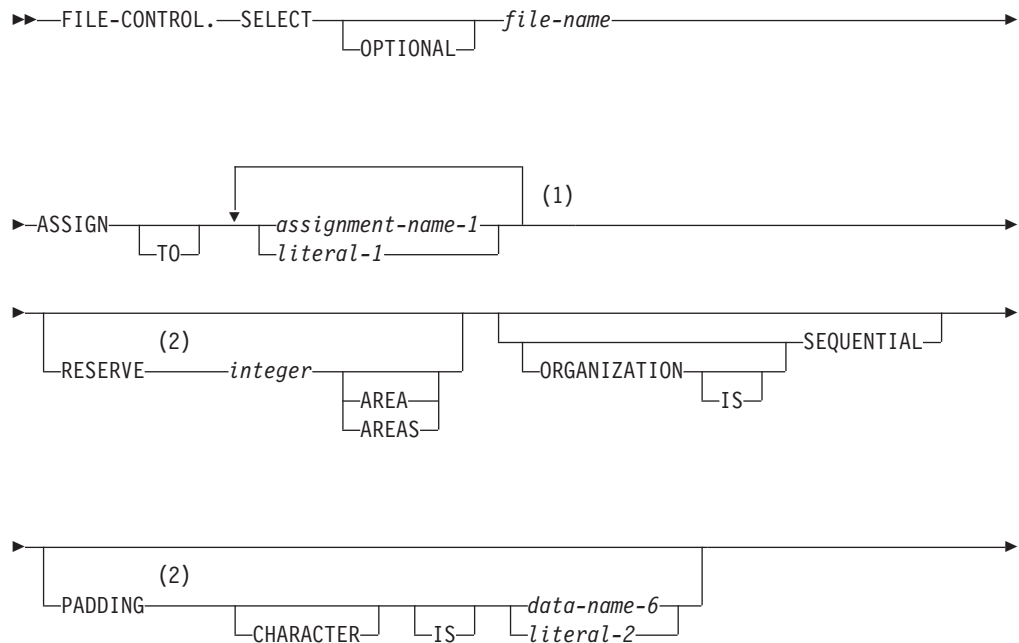 FILE-CONTROL. SELECT file-name
OPTIONAL
(1)
ASSIGN assignment-name-1
TO literal-1
(2) SEQUENTIAL
RESERVE integer ORGANIZATION
AREA IS
AREAS
(2)
PADDING data-name-6
CHARACTER IS literal-2